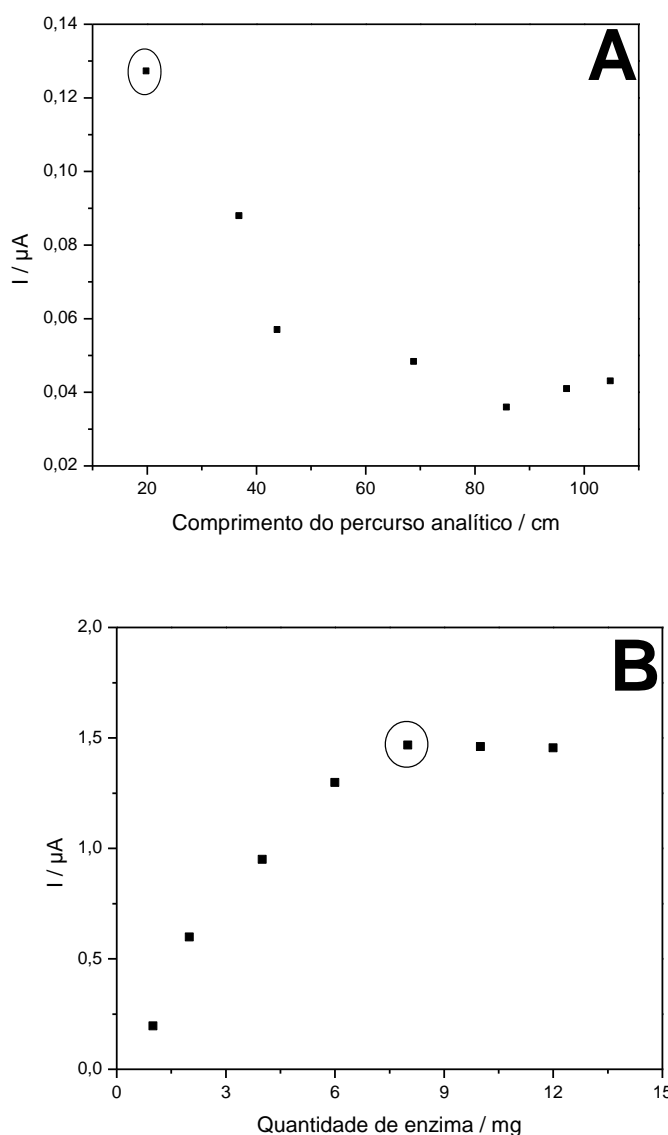 A
0,14
0,12
0,10
0,08
0,06
0,04
0,02
I / µA
20 40 60 80 100
Comprimento do percurso analítico / cm
B
2,0
1,5
1,0
0,5
0,0
I / µA
0 3 6 9 12 15
Quantidade de enzima / mg